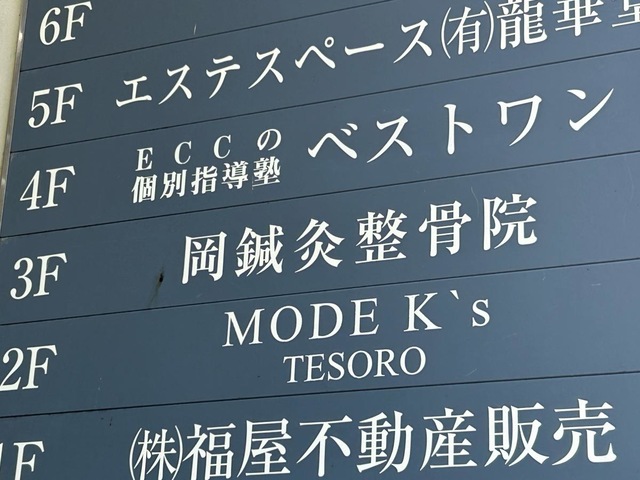 6F
5F エステスペース(有)龍華堂
4F ECCの個別指導塾 ベストワン
3F 岡鍼灸整骨院
2F MODE K`s
TESORO
1F (株)福屋不動産販売